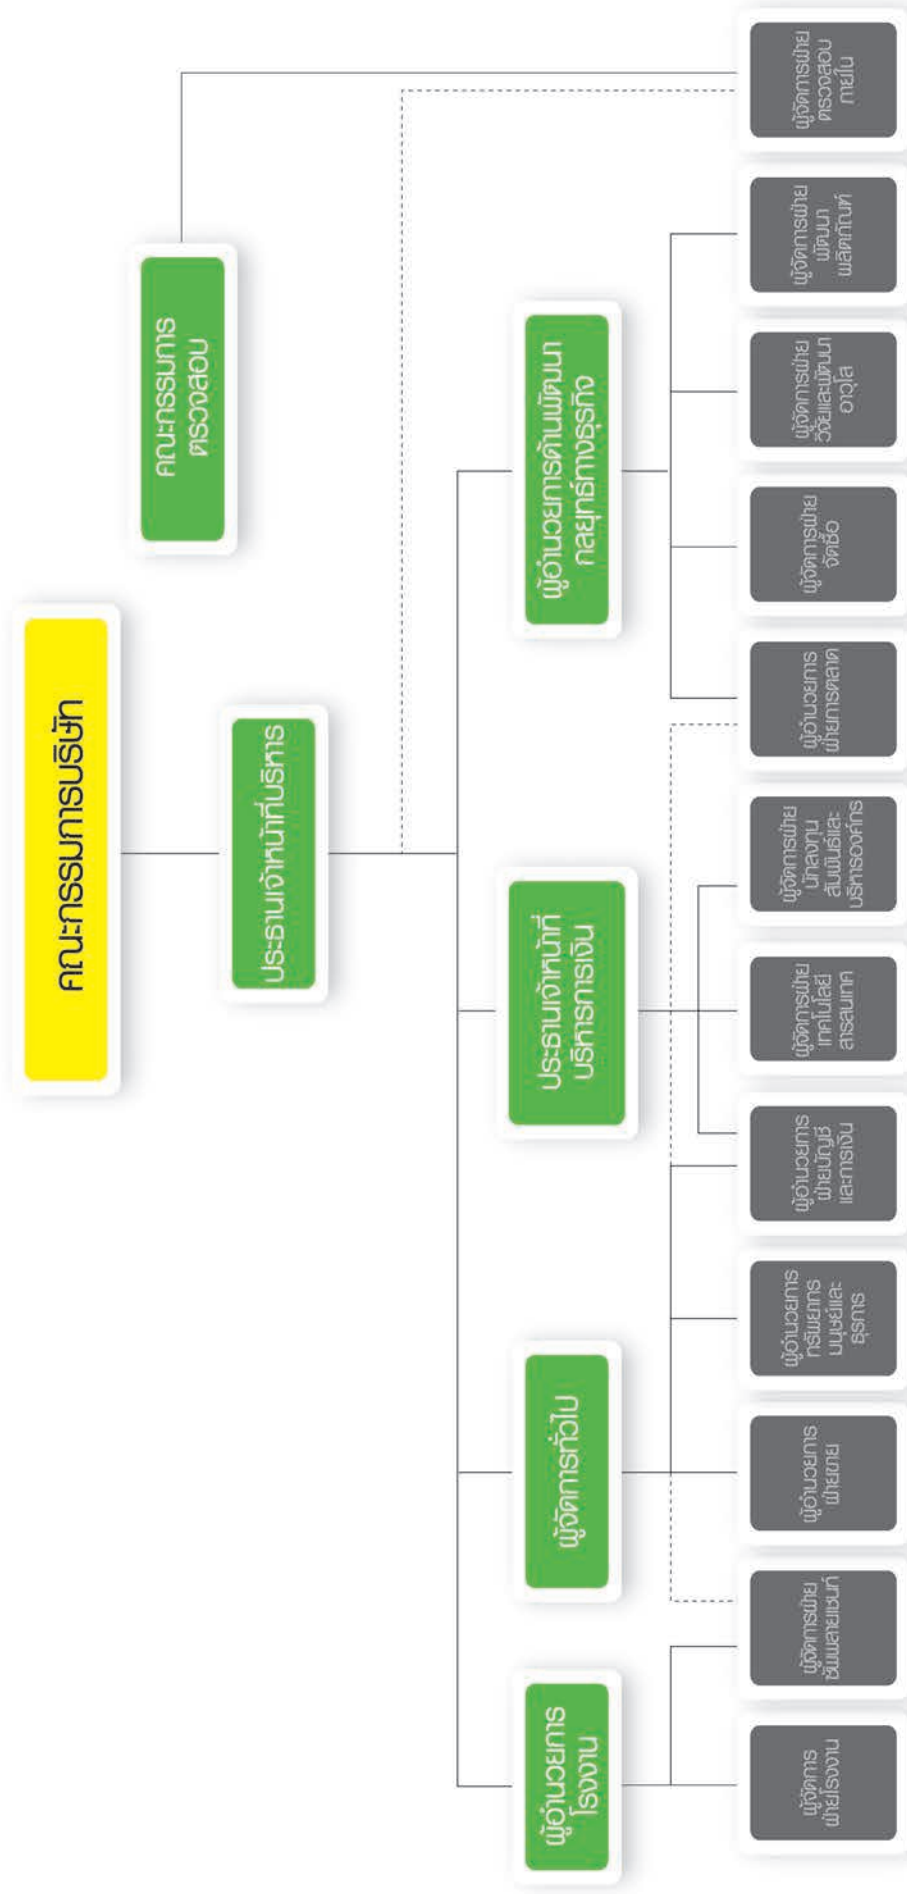 คณะกรรมการบริษัท
คณะกรรมการ
ตรวจสอบ
ประธานเจ้าหน้าที่บริหาร
ผู้อำนวยการ
โรงงาน
ผู้จัดการทั่วไป
ประธานเจ้าหน้าที่
บริหารการเงิน
ผู้อำนวยการด้านพัฒนา
กลยุทธ์ทางธุรกิจ
ผู้จัดการ
ฝ่ายโรงงาน
ผู้จัดการฝ่าย
ซัพพลายเชนท์
ผู้อำนวยการ
ฝ่ายขาย
ผู้อำนวยการ
ทรัพยากร
มนุษย์และ
ธุรการ
ผู้อำนวยการ
ฝ่ายบัญชี
และการเงิน
ผู้จัดการฝ่าย
เทคโนโลยี
สารสนเทศ
ผู้จัดการฝ่าย
นักลงทุน
สัมพันธ์และ
บริหารองค์กร
ผู้อำนวยการ
ฝ่ายการตลาด
ผู้จัดการฝ่าย
จัดซื้อ
ผู้จัดการฝ่าย
วิจัยและพัฒนา
อาวุโส
ผู้จัดการฝ่าย
พัฒนา
ผลิตภัณฑ์
ผู้จัดการฝ่าย
ตรวจสอบ
ภายใน